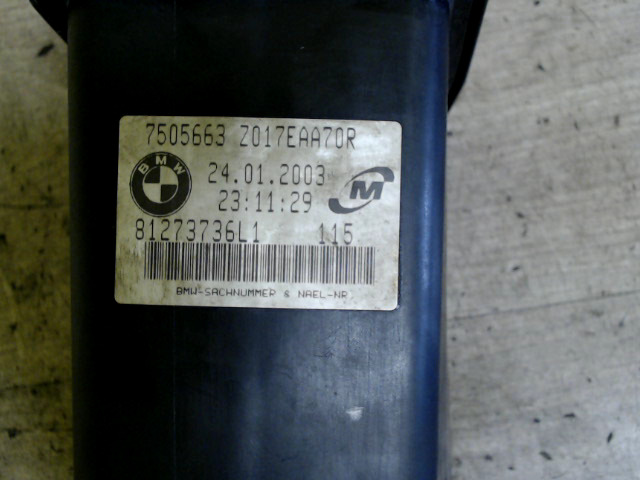 7505663 Z017EAA70R
BMW
24.01.2003
M
23:11:29
81273736L1 115
BMW-SACHNUMMER & NAEL-NR